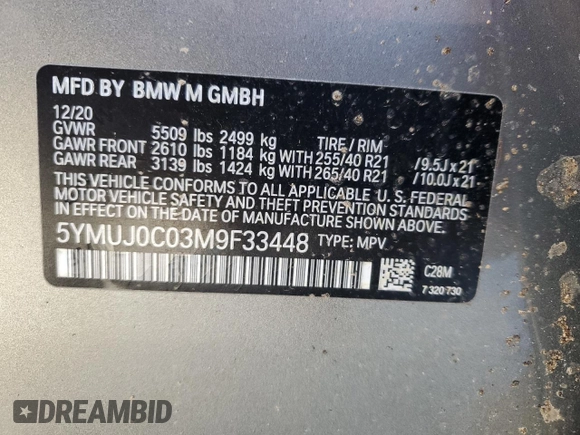 MFD BY BMW M GMBH
12/20
GVWR 5509 lbs 2499 kg TIRE / RIM
GAWR FRONT 2610 lbs 1184 kg WITH 255/40 R21 /9.5J x 21
GAWR REAR 3139 lbs 1424 kg WITH 265/40 R21 /10.0J x 21
THIS VEHICLE CONFORMS TO ALL APPLICABLE U. S. FEDERAL
MOTOR VEHICLE SAFETY AND THEFT PREVENTION STANDARDS
IN EFFECT ON THE DATE OF MANUFACTURE SHOWN ABOVE.
5YMUJ0C03M9F33448 TYPE: MPV
C28M
7 320 730
DREAMBID
DREAMBID